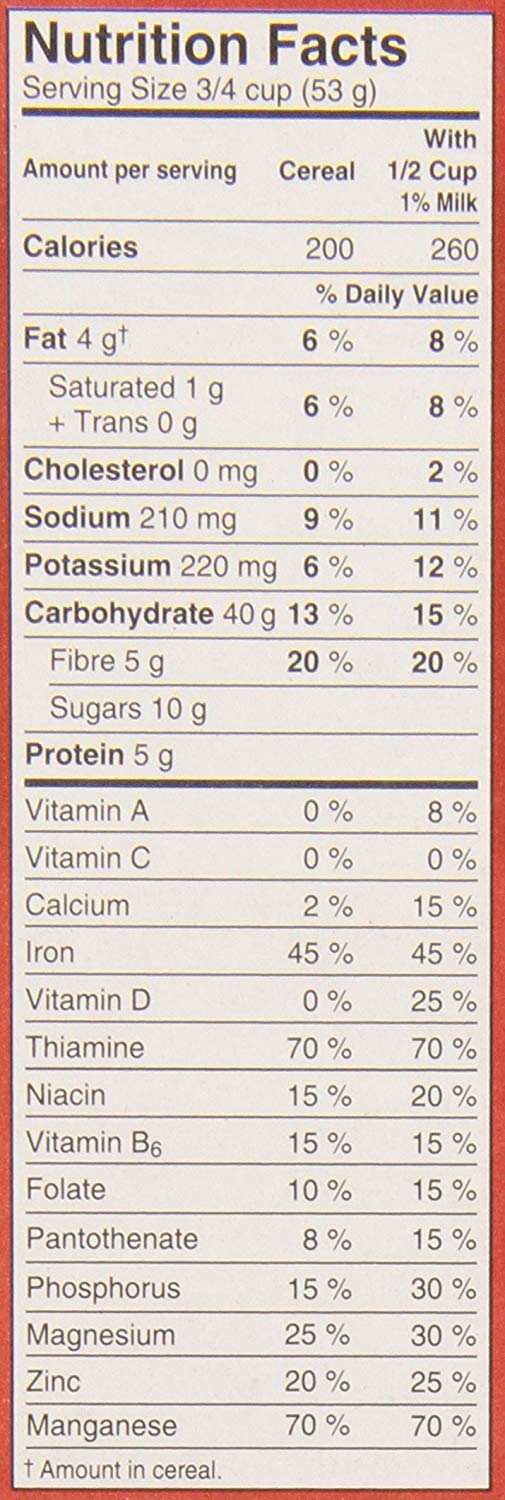 Nutrition Facts
Serving Size 3/4 cup (53 g)
Amount per serving Cereal With 1/2 Cup 1% Milk
Calories 200 260
% Daily Value
Fat 4 g† 6 % 8 %
Saturated 1 g
+ Trans 0 g 6 % 8 %
Cholesterol 0 mg 0 % 2 %
Sodium 210 mg 9 % 11 %
Potassium 220 mg 6 % 12 %
Carbohydrate 40 g 13 % 15 %
Fibre 5 g 20 % 20 %
Sugars 10 g
Protein 5 g
Vitamin A 0 % 8 %
Vitamin C 0 % 0 %
Calcium 2 % 15 %
Iron 45 % 45 %
Vitamin D 0 % 25 %
Thiamine 70 % 70 %
Niacin 15 % 20 %
Vitamin B6 15 % 15 %
Folate 10 % 15 %
Pantothenate 8 % 15 %
Phosphorus 15 % 30 %
Magnesium 25 % 30 %
Zinc 20 % 25 %
Manganese 70 % 70 %
† Amount in cereal.